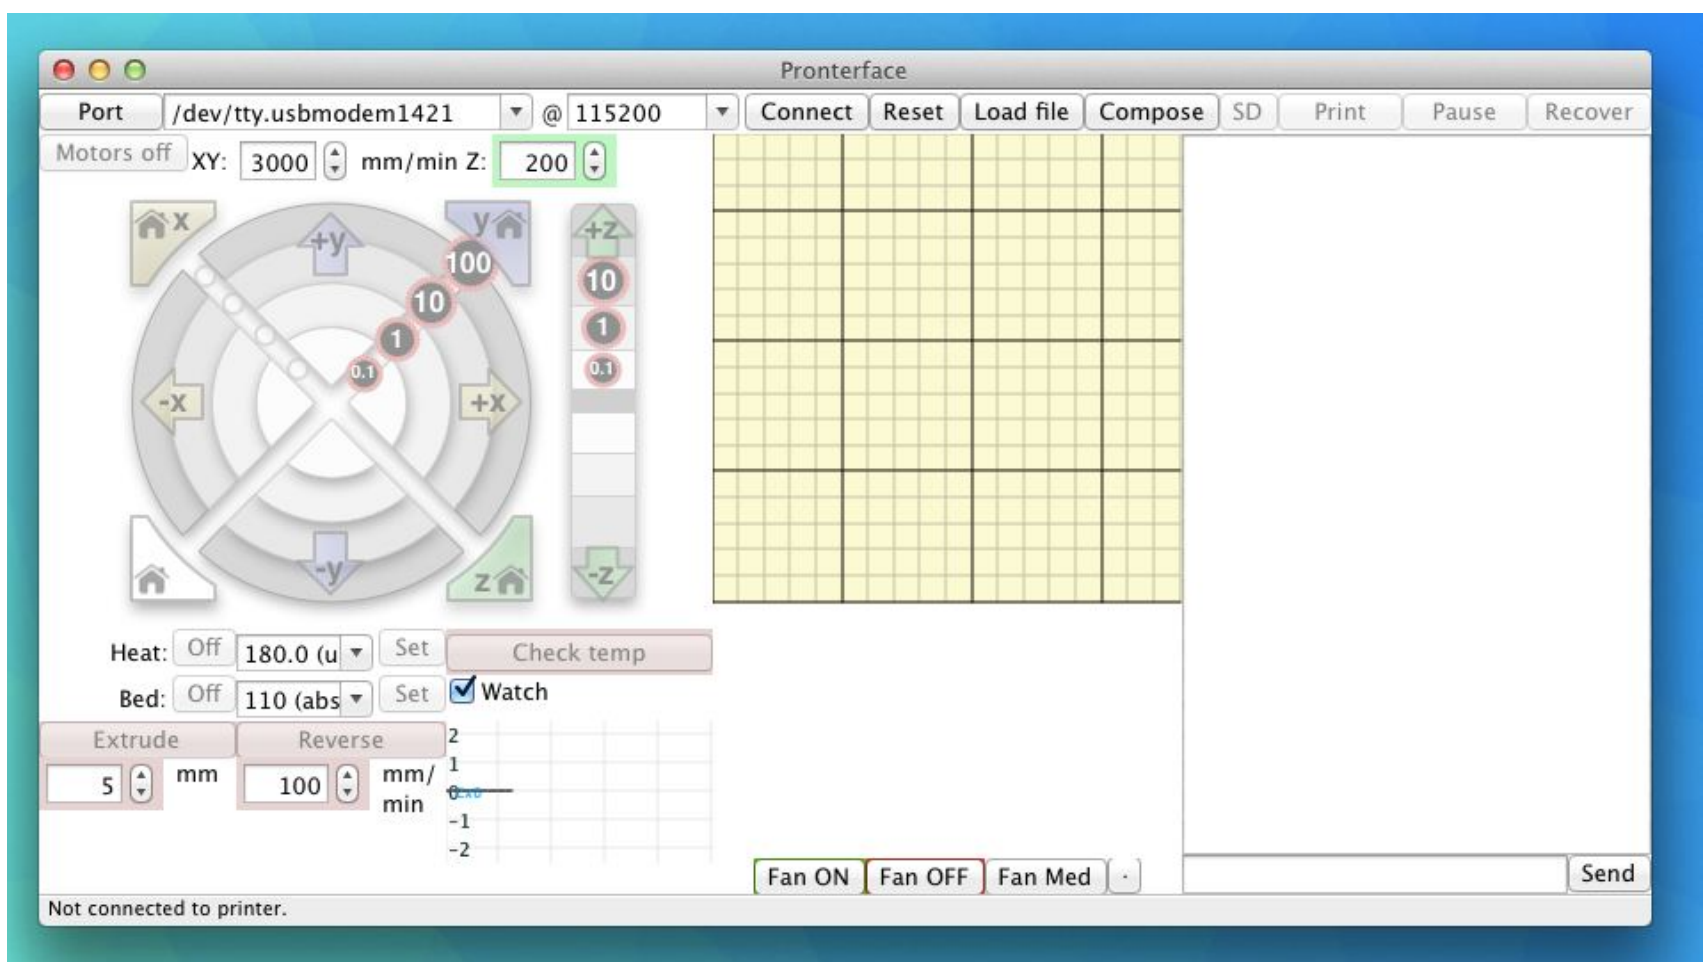 Pronterface
Port /dev/tty.usbmodem1421 @ 115200 Connect Reset Load file Compose SD Print Pause Recover
Motors off XY: 3000 mm/min Z: 200
x +y y +z
100
10 10
1 1
0.1 0.1
-x +x
-y z -z
Heat: Off 180.0 (u Set Check temp
Bed: Off 110 (abs Set Watch
Extrude Reverse
5 mm 100 mm/
min
2
1
0
-1
-2
Fan ON Fan OFF Fan Med .
Send
Not connected to printer.